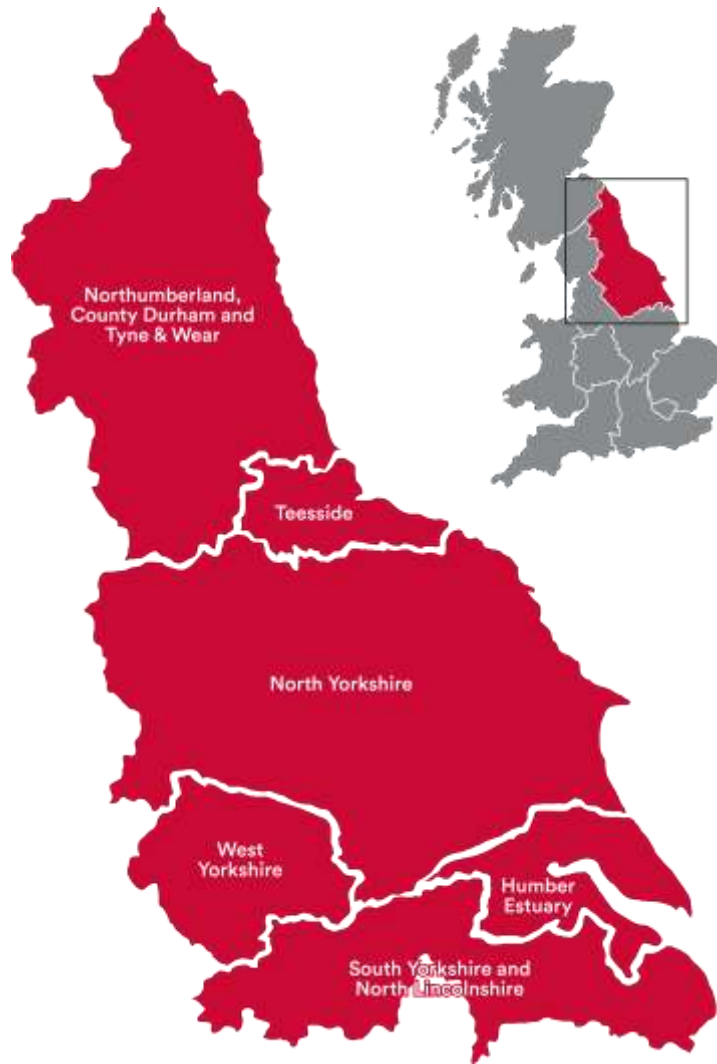 Northumberland,
County Durham and
Tyne & Wear
Teesside
North Yorkshire
West
Yorkshire
Humber
Estuary
South Yorkshire and
North Lincolnshire